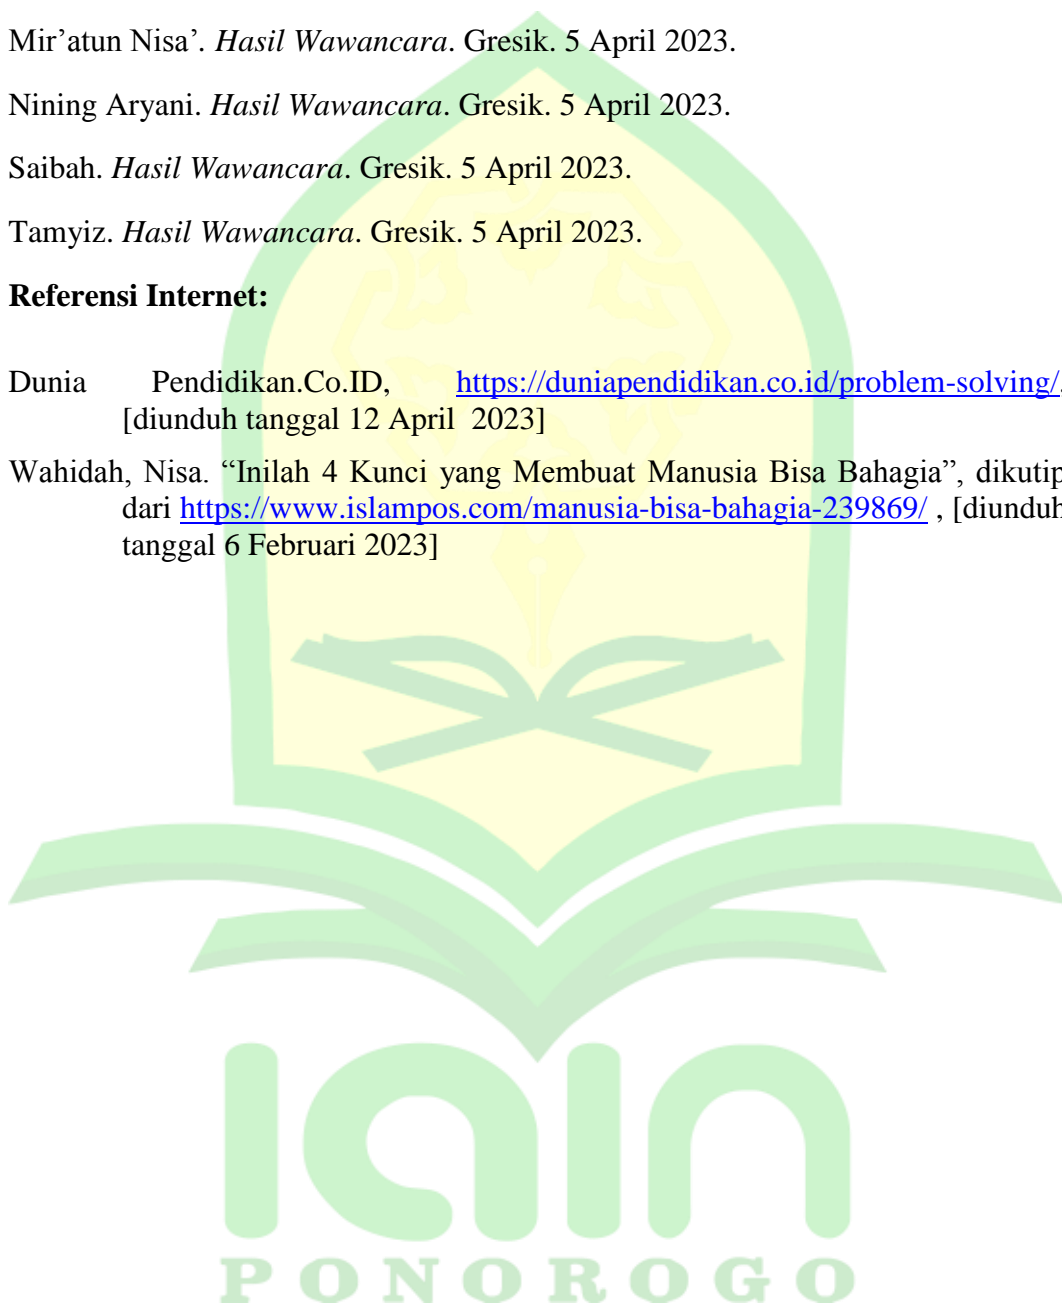 Mir’atun Nisa’. Hasil Wawancara. Gresik. 5 April 2023.
Nining Aryani. Hasil Wawancara. Gresik. 5 April 2023.
Saibah. Hasil Wawancara. Gresik. 5 April 2023.
Tamyiz. Hasil Wawancara. Gresik. 5 April 2023.
Referensi Internet:
Dunia Pendidikan.Co.ID, https://duniapendidikan.co.id/problem-solving/,
[diunduh tanggal 12 April 2023]
Wahidah, Nisa. “Inilah 4 Kunci yang Membuat Manusia Bisa Bahagia”, dikutip
dari https://www.islampos.com/manusia-bisa-bahagia-239869/ , [diunduh
tanggal 6 Februari 2023]
iain
PONOROGO